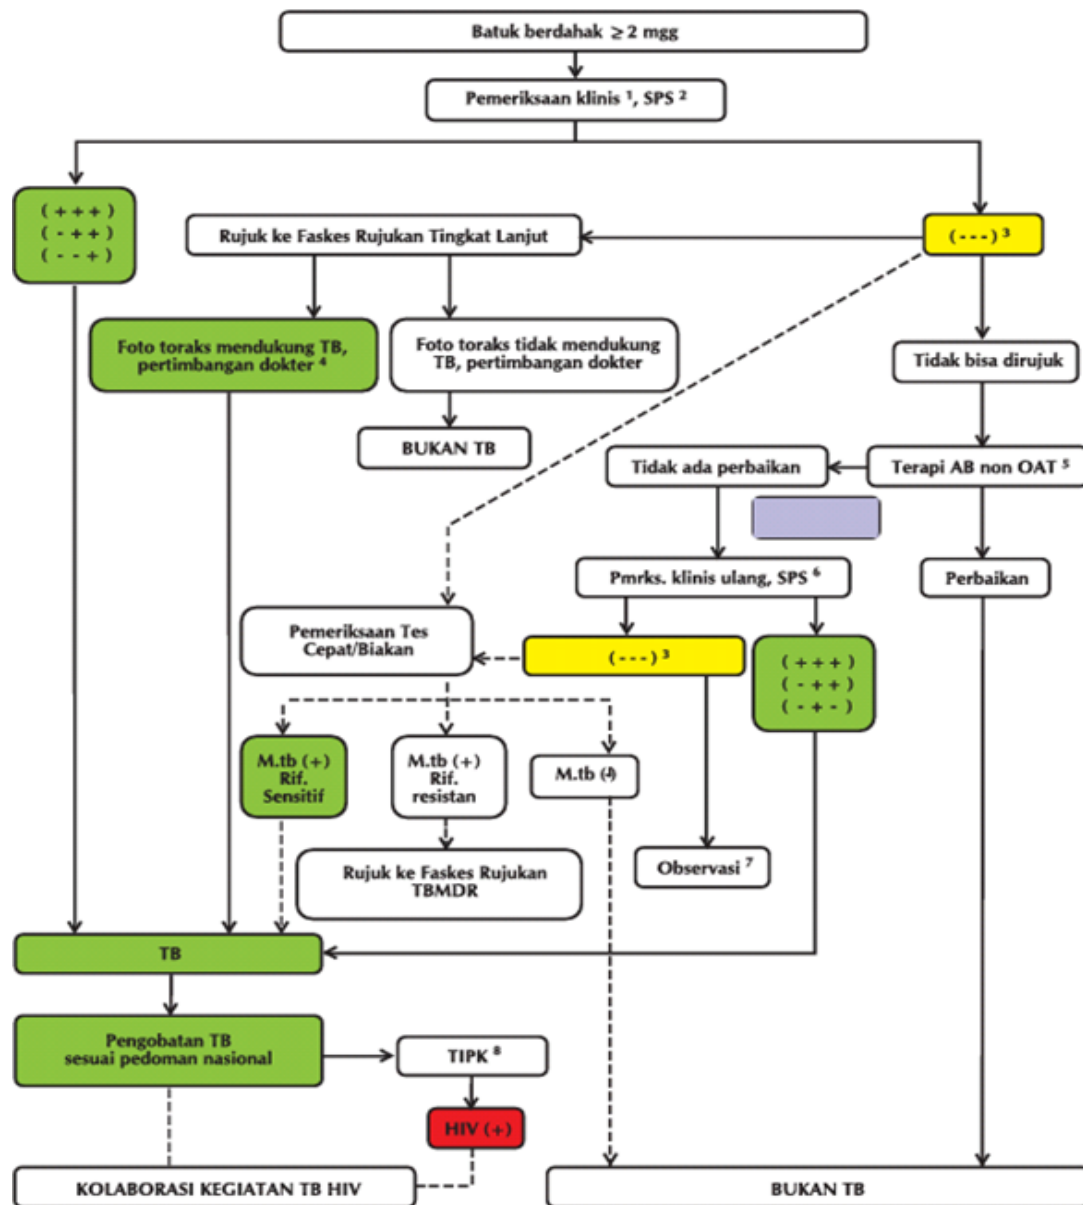 Batuk berdahak ≥ 2 mgg
Pemeriksaan klinis ¹, SPS ²
( + + + )
( - + + )
( - - + )
Rujuk ke Faskes Rujukan Tingkat Lanjut
( - - - ) ³
Foto toraks mendukung TB,
pertimbangan dokter ⁴
Foto toraks tidak mendukung
TB, pertimbangan dokter
Tidak bisa dirujuk
BUKAN TB
Tidak ada perbaikan
Terapi AB non OAT ⁵
Pmrks. klinis ulang, SPS ⁶
Perbaikan
Pemeriksaan Tes
Cepat/Biakan
( - - - ) ³
( + + + )
( - + + )
( - + - )
M.tb (+)
Rif.
Sensitif
M.tb (+)
Rif.
resistan
M.tb (-)
Rujuk ke Faskes Rujukan
TBMDR
Observasi ⁷
TB
Pengobatan TB
sesuai pedoman nasional
TIPK ⁸
HIV (+)
KOLABORASI KEGIATAN TB HIV
BUKAN TB